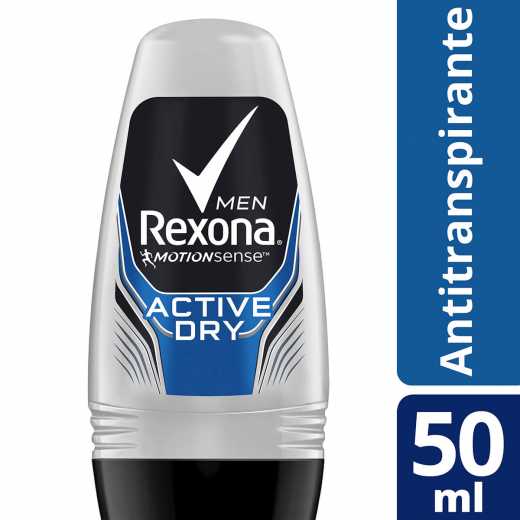 MEN
Rexona®
MOTIONsense™
ACTIVE
DRY
Antitranspirante
50
ml